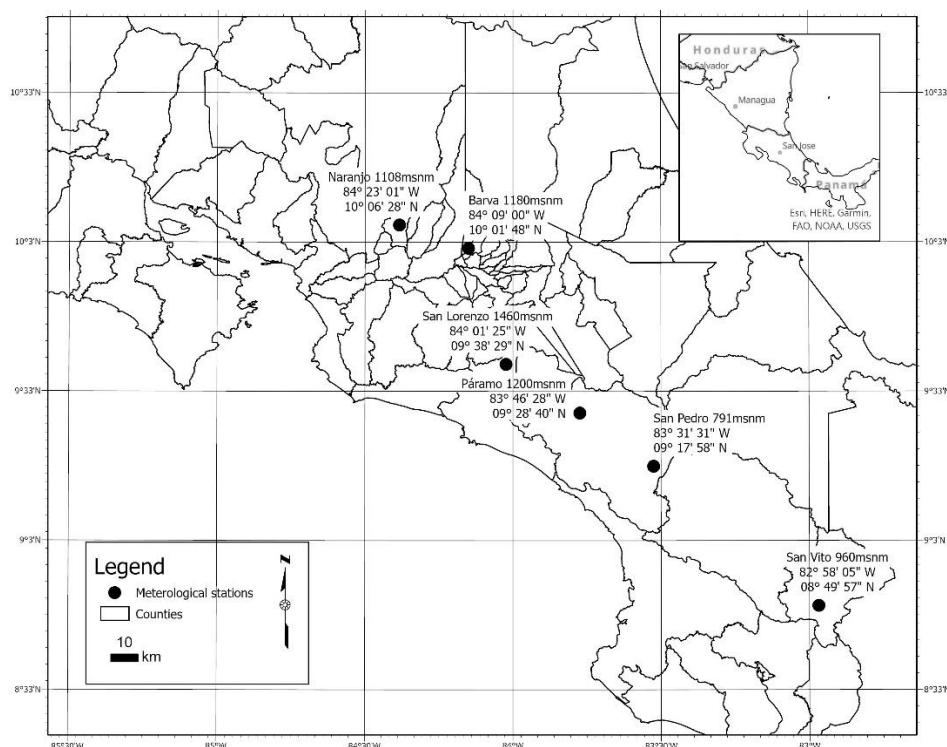 Honduras
San Salvador
Managua
San Jose
Panamá
Esri, HERE, Garmin,
FAO, NOAA, USGS
10°33'N
10°33'N
Naranjo 1108msnm
84° 23' 01" W
10° 06' 28" N
Barva 1180msnm
84° 09' 00" W
10° 01' 48" N
10°3'N
10°3'N
San Lorenzo 1460msnm
84° 01' 25" W
09° 38' 29" N
9°33'N
9°33'N
Páramo 1200msnm
83° 46' 28" W
09° 28' 40" N
San Pedro 791msnm
83° 31' 31" W
09° 17' 58" N
9°3'N
9°3'N
San Vito 960msnm
82° 58' 05" W
08° 49' 57" N
Legend
Meterological stations
Counties
10
km
8°33'N
8°33'N
85°30'W
85°W
84°30'W
84°W
83°30'W
83°W